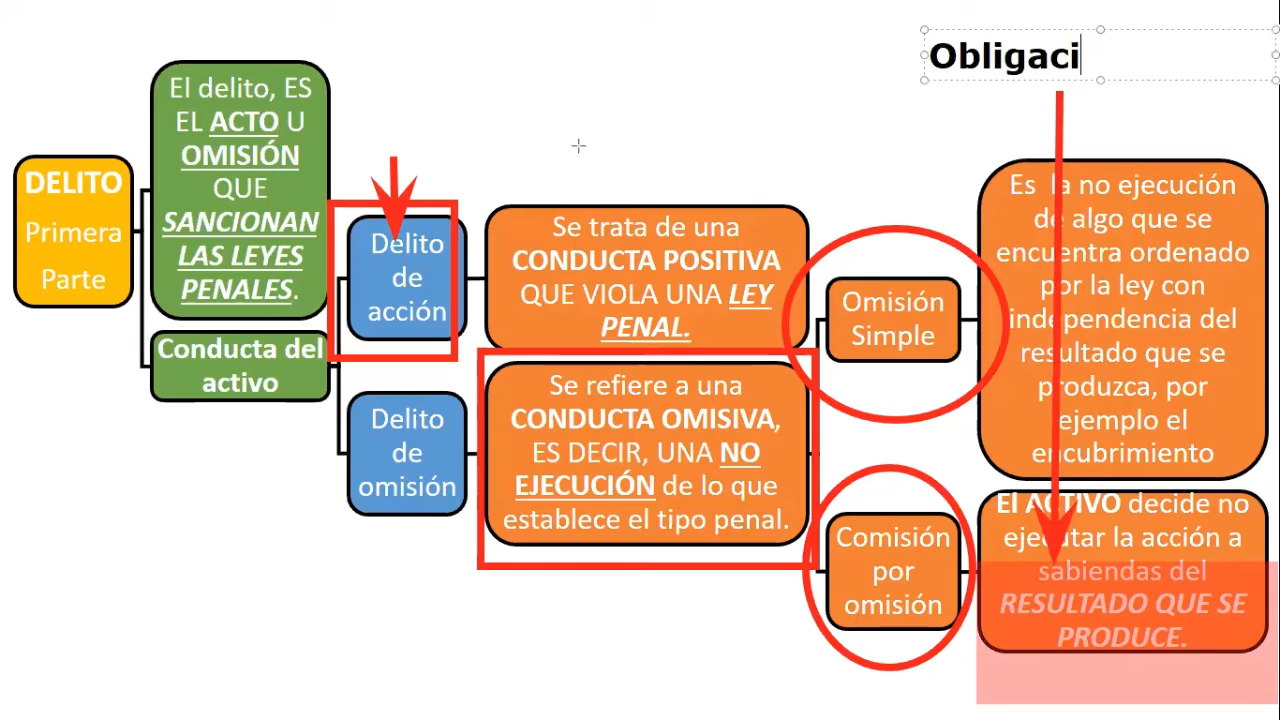 Obligaci
DELITO
Primera
Parte
El delito, ES
EL ACTO U
OMISIÓN
QUE
SANCIONAN
LAS LEYES
PENALES.
Conducta del
activo
Delito
de
acción
Se trata de una
CONDUCTA POSITIVA
QUE VIOLA UNA LEY
PENAL.
Delito
de
omisión
Se refiere a una
CONDUCTA OMISIVA,
ES DECIR, UNA NO
EJECUCIÓN de lo que
establece el tipo penal.
Omisión
Simple
Es la no ejecución
de algo que se
encuentra ordenado
por la ley con
independencia del
resultado que se
produzca, por
ejemplo el
encubrimiento
Comisión
por
omisión
El ACTIVO decide no
ejecutar la acción a
sabiendas del
RESULTADO QUE SE
PRODUCE.